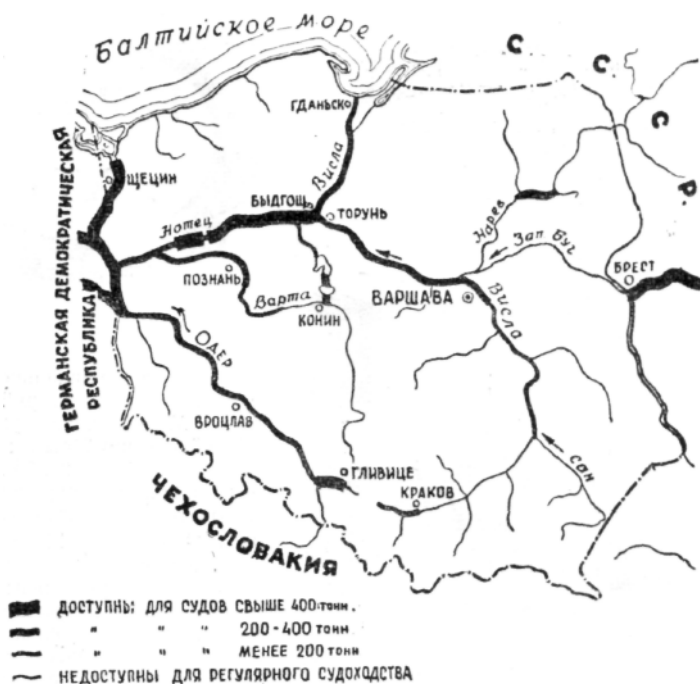 Балтийское море
С. С. С Р.
ГДАНЬСК
ЩЕЦИН
Висла
БЫДГОЩ
ТОРУНЬ
Нотец
Нарев
Зап Буг
БРЕСТ
ПОЗНАНЬ
Варта
КОНИН
ВАРШАВА
Висла
ГЕРМАНСКАЯ ДЕМОКРАТИЧЕСКАЯ
РЕСПУБЛИКА
Одер
ВРОЦЛАВ
ГЛИВИЦЕ
КРАКОВ
Сан
ЧЕХОСЛОВАКИЯ
ДОСТУПНЫ ДЛЯ СУДОВ СВЫШЕ 400 тонн.
" " " 200-400 тонн
" " " МЕНЕЕ 200 тонн
НЕДОСТУПНЫ ДЛЯ РЕГУЛЯРНОГО СУДОХОДСТВА